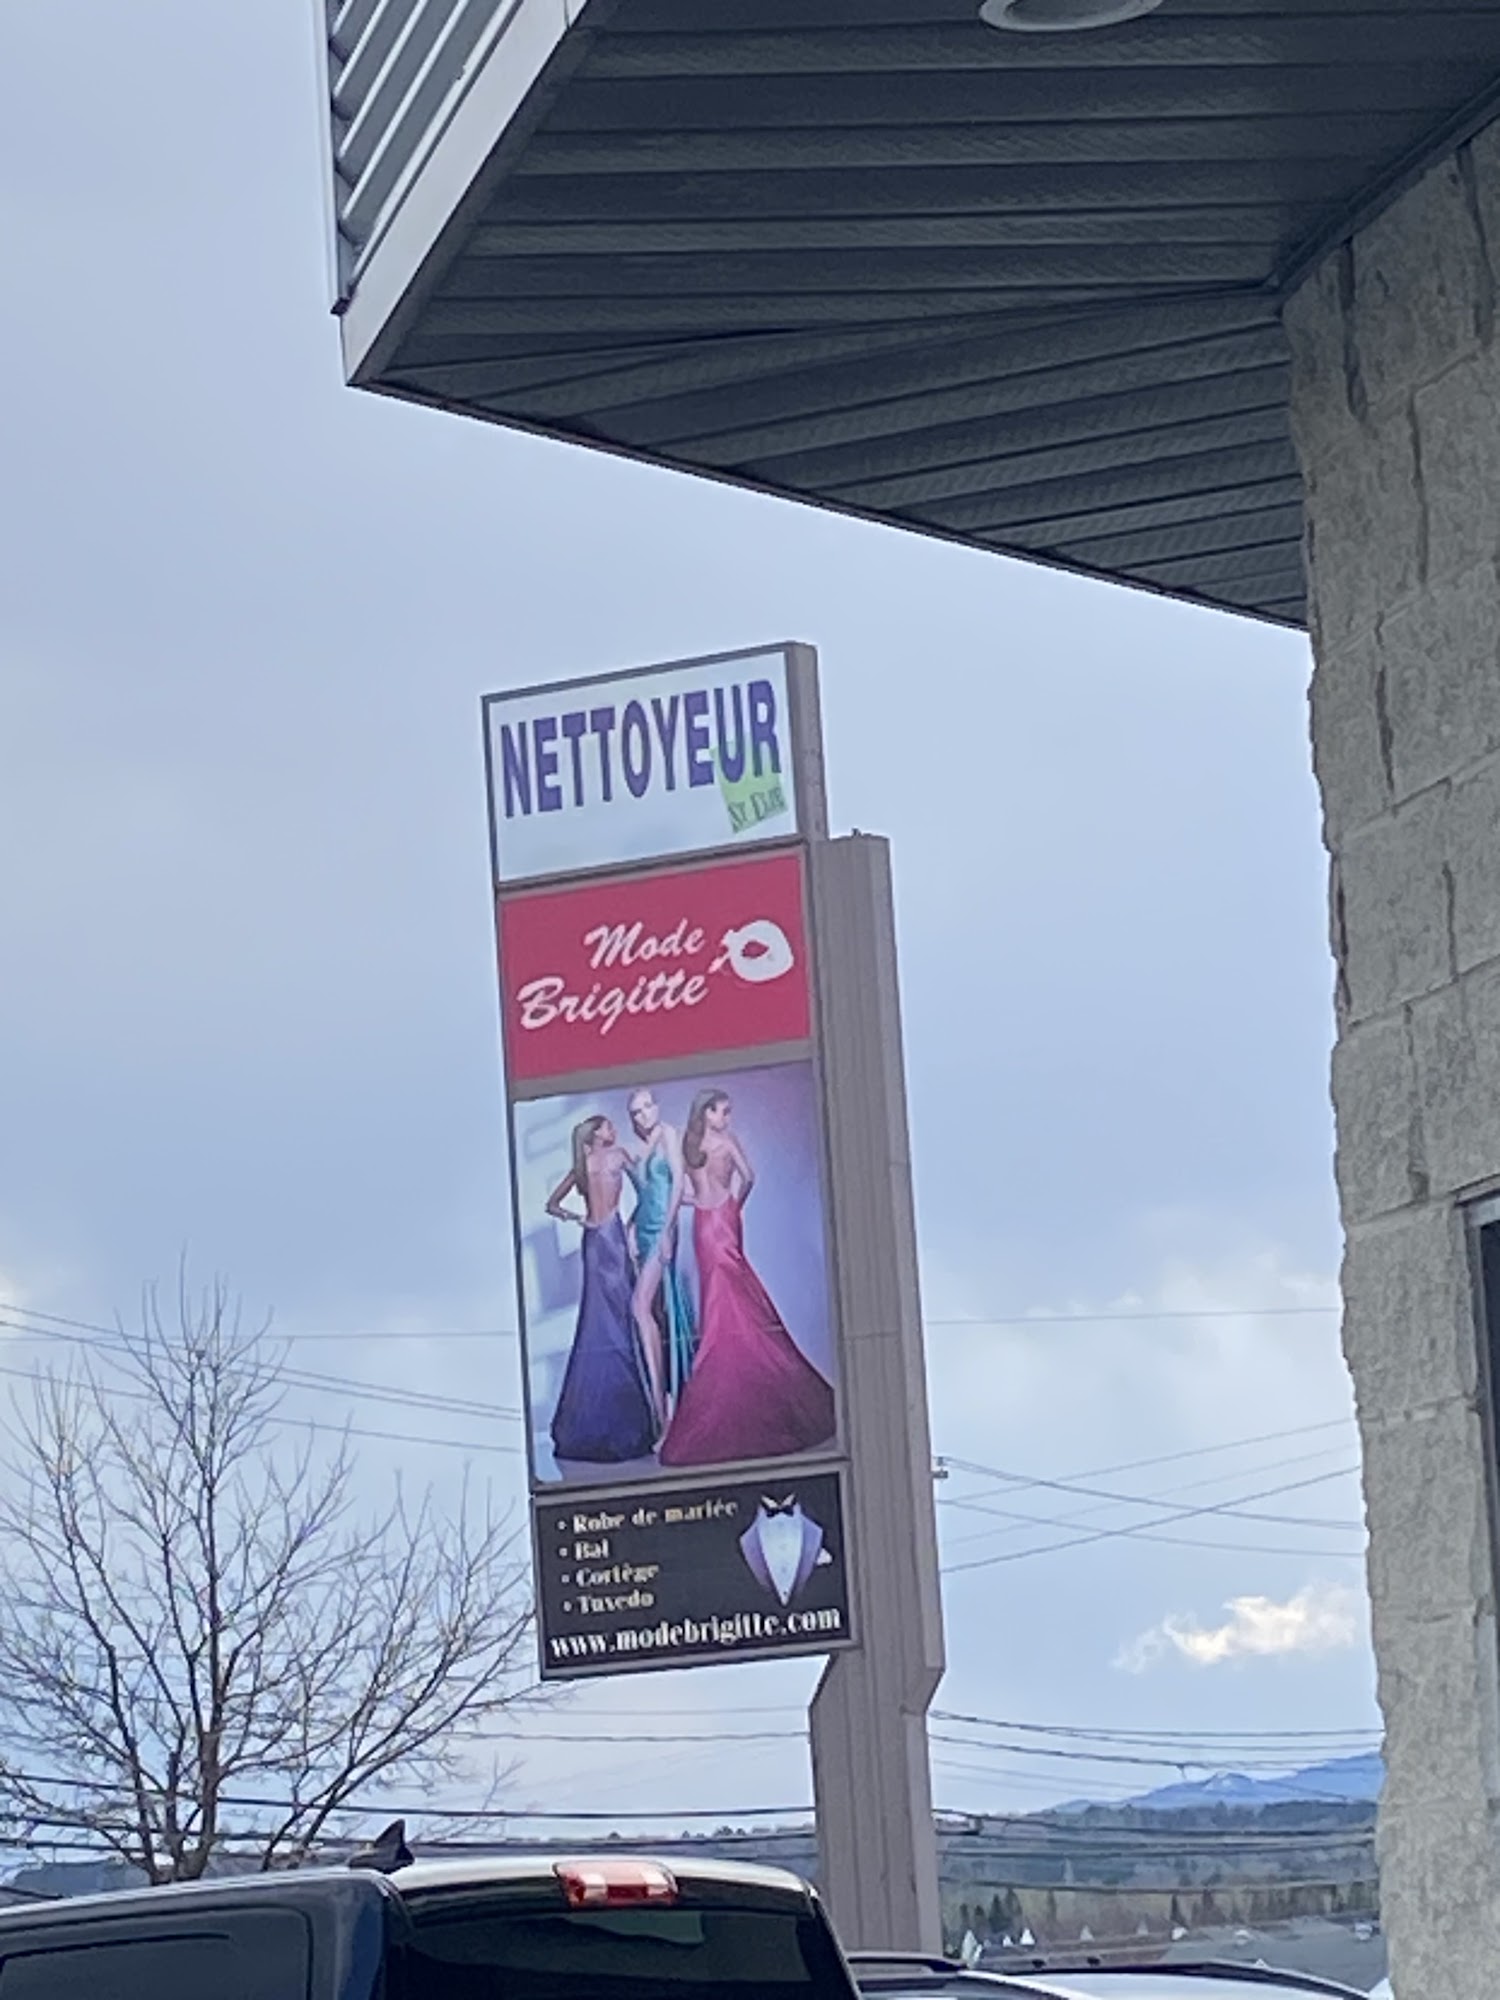 NETTOYEUR
Mode
Brigitte
• Robe de mariée
• Bal
• Cortège
• Tuxedo
www.modebrigitte.com